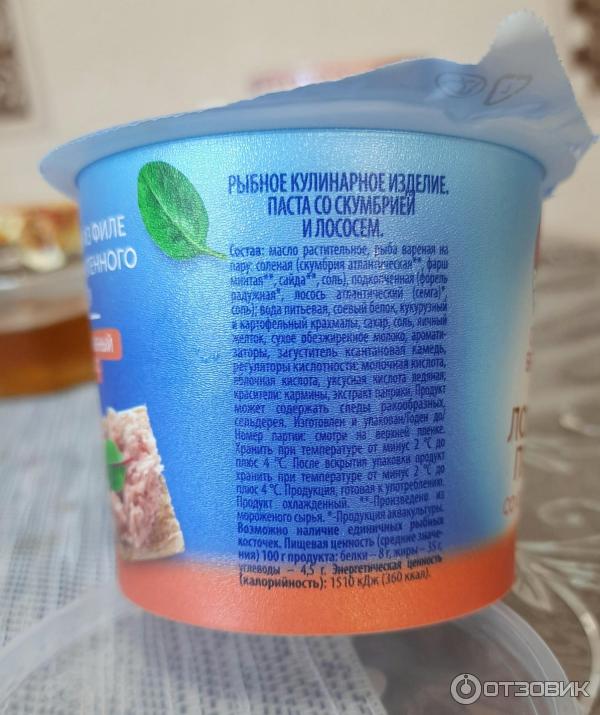 РЫБНОЕ КУЛИНАРНОЕ ИЗДЕЛИЕ.
ПАСТА СО СКУМБРИЕЙ
И ЛОСОСЕМ.
Состав: масло растительное, рыба вареная на
пару: соленая (скумбрия атлантическая**, фарш
минтая**, сайда**, соль), подкопченная (форель
радужная*, лосось атлантический (семга)*,
соль); вода питьевая, соевый белок, кукурузный
и картофельный крахмалы, сахар, соль, яичный
желток, сухое обезжиренное молоко, аромати-
заторы, загуститель ксантановая камедь,
регуляторы кислотности: молочная кислота,
яблочная кислота, уксусная кислота ледяная;
красители: кармины, экстракт паприки. Продукт
может содержать следы ракообразных,
сельдерея. Изготовлен и упакован/Годен до/
Номер партии: смотри на верхней пленке.
Хранить при температуре от минус 2 °С до
плюс 4 °С. После вскрытия упаковки продукт
хранить при температуре от минус 2 °С до
плюс 4 °С. Продукция, готовая к употреблению.
Продукт охлажденный. **-Произведено из
мороженого сырья. *-Продукция аквакультуры.
Возможно наличие единичных рыбных
косточек. Пищевая ценность (средние значе-
ния) 100 г продукта: белки – 8 г, жиры – 35 г,
углеводы – 4,5 г. Энергетическая ценность
(калорийность): 1510 кДж (360 ккал).
ИЗ ФИЛЕ
ОТЗОВИК